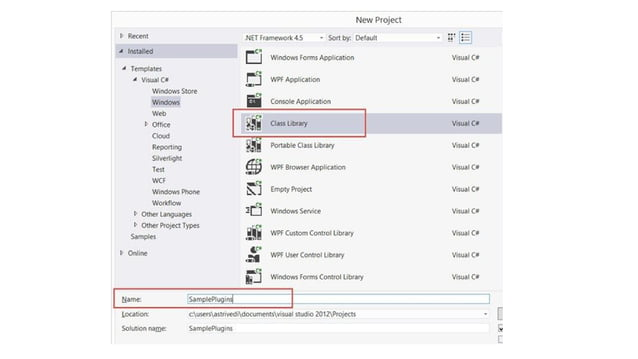 New Project
Recent
.NET Framework 4.5 Sort by: Default
Installed
Templates
Visual C#
Windows Store
Windows
Web
Office
Cloud
Reporting
Silverlight
Test
WCF
Windows Phone
Workflow
Other Languages
Other Project Types
Samples
Online
Windows Forms Application Visual C#
WPF Application Visual C#
Console Application Visual C#
Class Library Visual C#
Portable Class Library Visual C#
WPF Browser Application Visual C#
Empty Project Visual C#
Windows Service Visual C#
WPF Custom Control Library Visual C#
WPF User Control Library Visual C#
Windows Forms Control Library Visual C#
Name: SamplePlugins
Location: c:\users\astrivedi\documents\visual studio 2012\Projects
Solution name: SamplePlugins